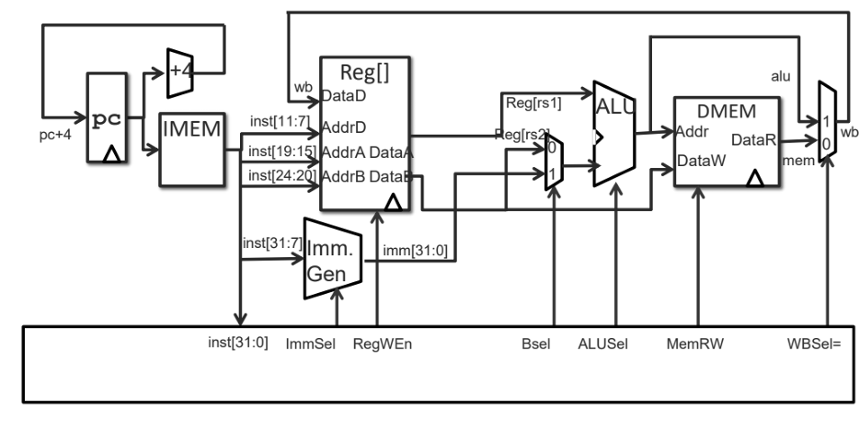 Reg[]
+4
wb
DataD
alu
pc
IMEM
inst[11:7]
AddrD
Reg[rs1]
ALU
DMEM
1
wb
pc+4
inst[19:15]
AddrA DataA
Reg[rs2]
0
Addr
DataR
0
mem
inst[24:20]
AddrB DataB
1
DataW
inst[31:7]
Imm.
Gen
imm[31:0]
inst[31:0]
ImmSel
RegWEn
Bsel
ALUSel
MemRW
WBSel=